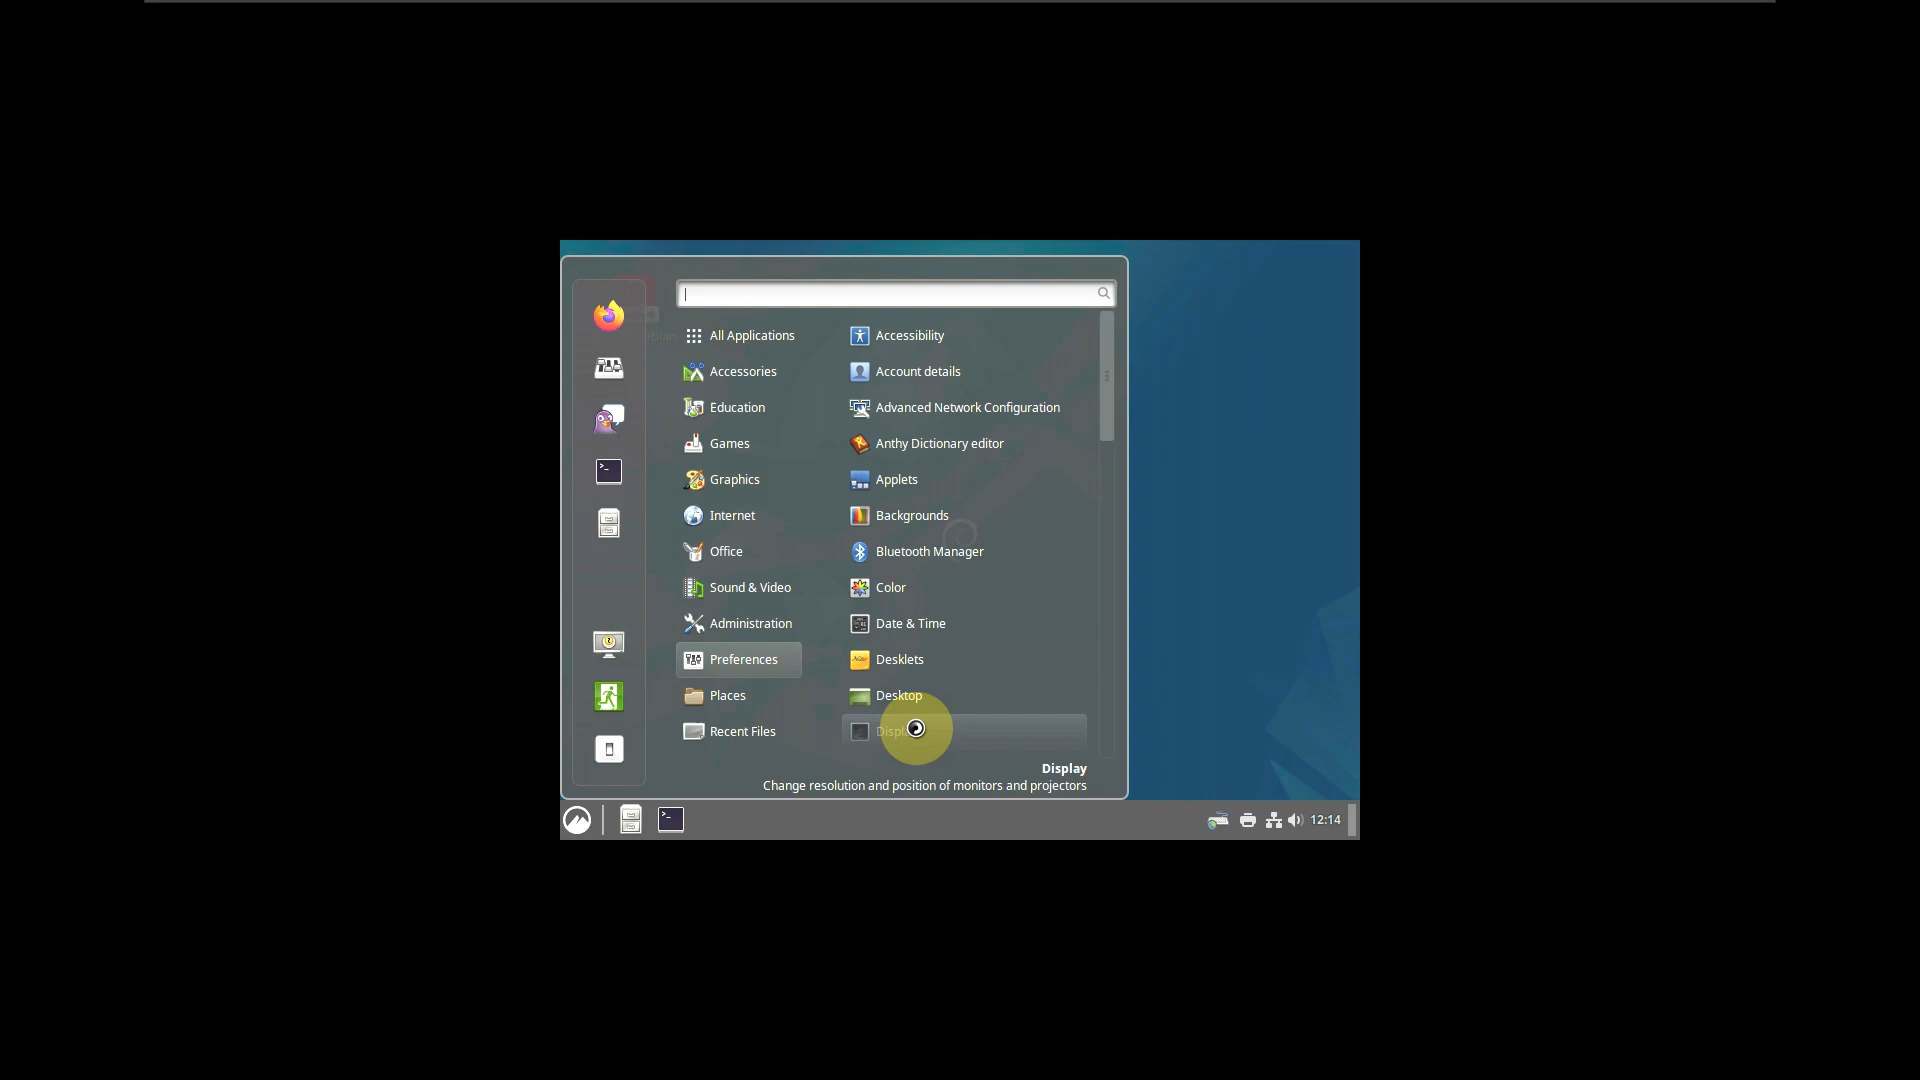 All Applications
Accessories
Education
Games
Graphics
Internet
Office
Sound & Video
Administration
Preferences
Places
Recent Files
Accessibility
Account details
Advanced Network Configuration
Anthy Dictionary editor
Applets
Backgrounds
Bluetooth Manager
Color
Date & Time
Desklets
Desktop
Display
Change resolution and position of monitors and projectors
12:14